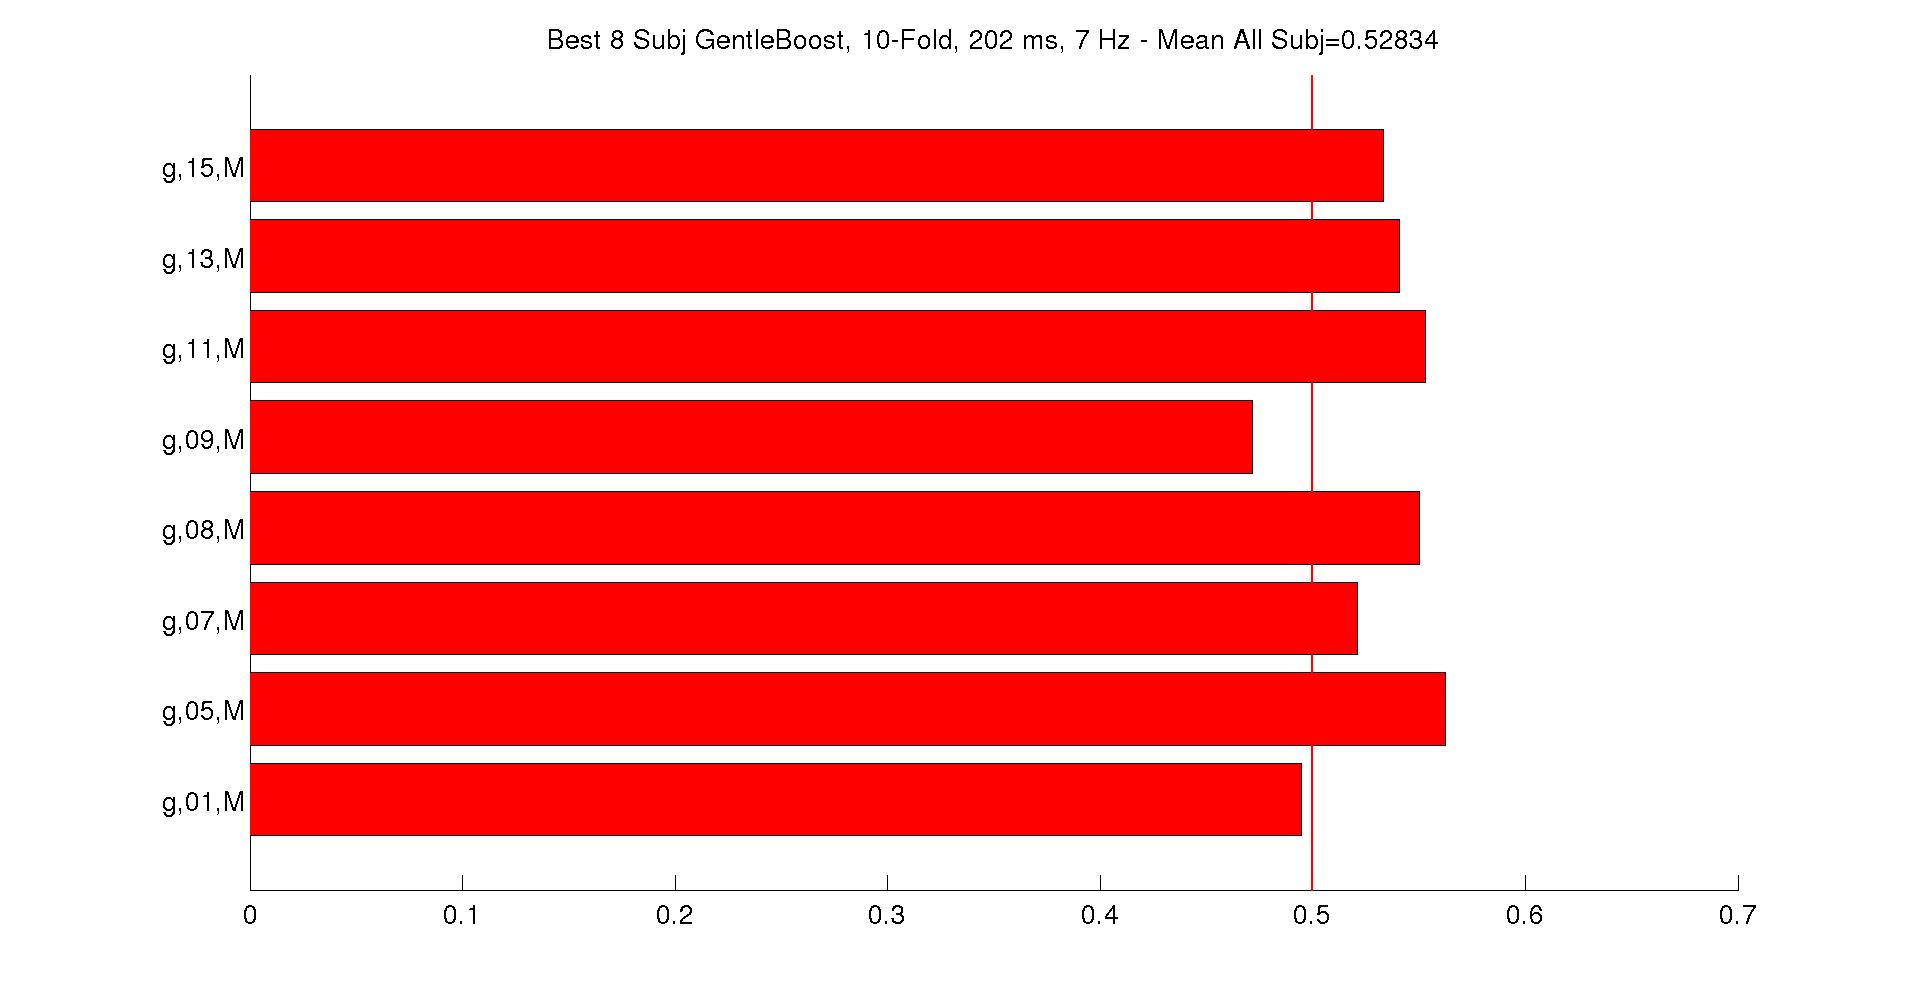 Best 8 Subj GentleBoost, 10-Fold, 202 ms, 7 Hz - Mean All Subj=0.52834
g,15,M
g,13,M
g,11,M
g,09,M
g,08,M
g,07,M
g,05,M
g,01,M
0 0.1 0.2 0.3 0.4 0.5 0.6 0.7